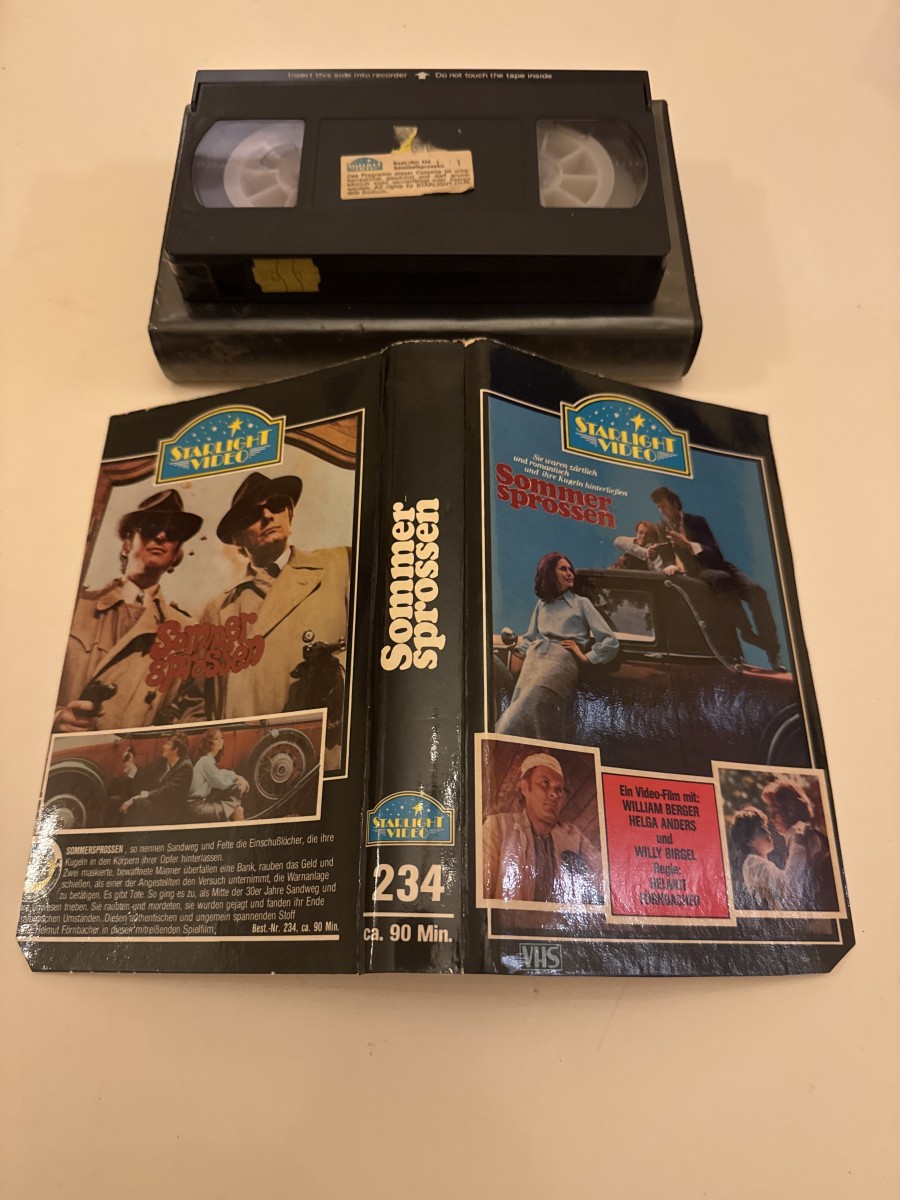 Insert this side into recorder
Do not touch the tape inside
STARLIGHT
VIDEO
Sommer
sprossen
SOMMERSPROSSEN , so nennen Sandweg und Felte die Einschußlöcher, die ihre
Kugeln in den Körpern ihrer Opfer hinterlassen.
Zwei maskierte, bewaffnete Männer überfallen eine Bank, rauben das Geld und
schießen, als einer der Angestellten den Versuch unternimmt, die Warnanlage
zu betätigen. Es gibt Tote. So ging es zu, als Mitte der 30er Jahre Sandweg und
trieben. Sie raubten und mordeten, sie wurden gejagt und fanden ihr Ende
Umständen. Diesen authentischen und ungemein spannenden Stoff
Helmut Förnbacher in diesem mitreißenden Spielfilm.
Best.-Nr. 234, ca. 90 Min.
Sommer
sprossen
STARLIGHT
VIDEO
234
ca. 90 Min.
STARLIGHT
VIDEO
Sie waren zärtlich
und romantisch
und ihre Kugeln hinterließen
Sommer
sprossen
Ein Video-Film mit:
WILLIAM BERGER
HELGA ANDERS
und
WILLY BIRGEL
Regie:
HELMUT
FÖRNBACHER
VHS